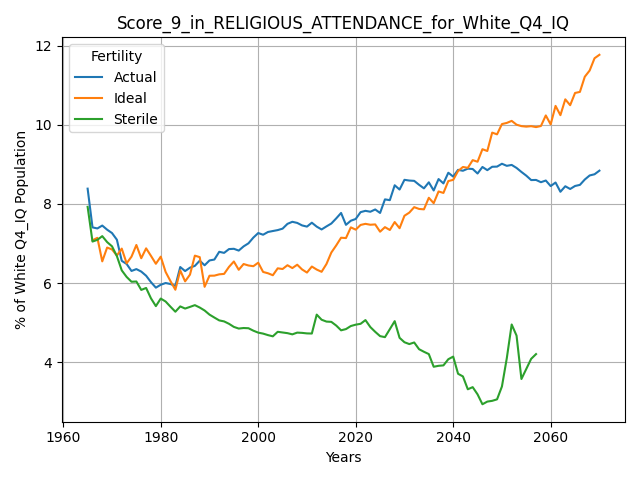 Score_9_in_RELIGIOUS_ATTENDANCE_for_White_Q4_IQ
Fertility
Actual
Ideal
Sterile
% of White Q4_IQ Population
12
10
8
6
4
1960
1980
2000
2020
2040
2060
Years